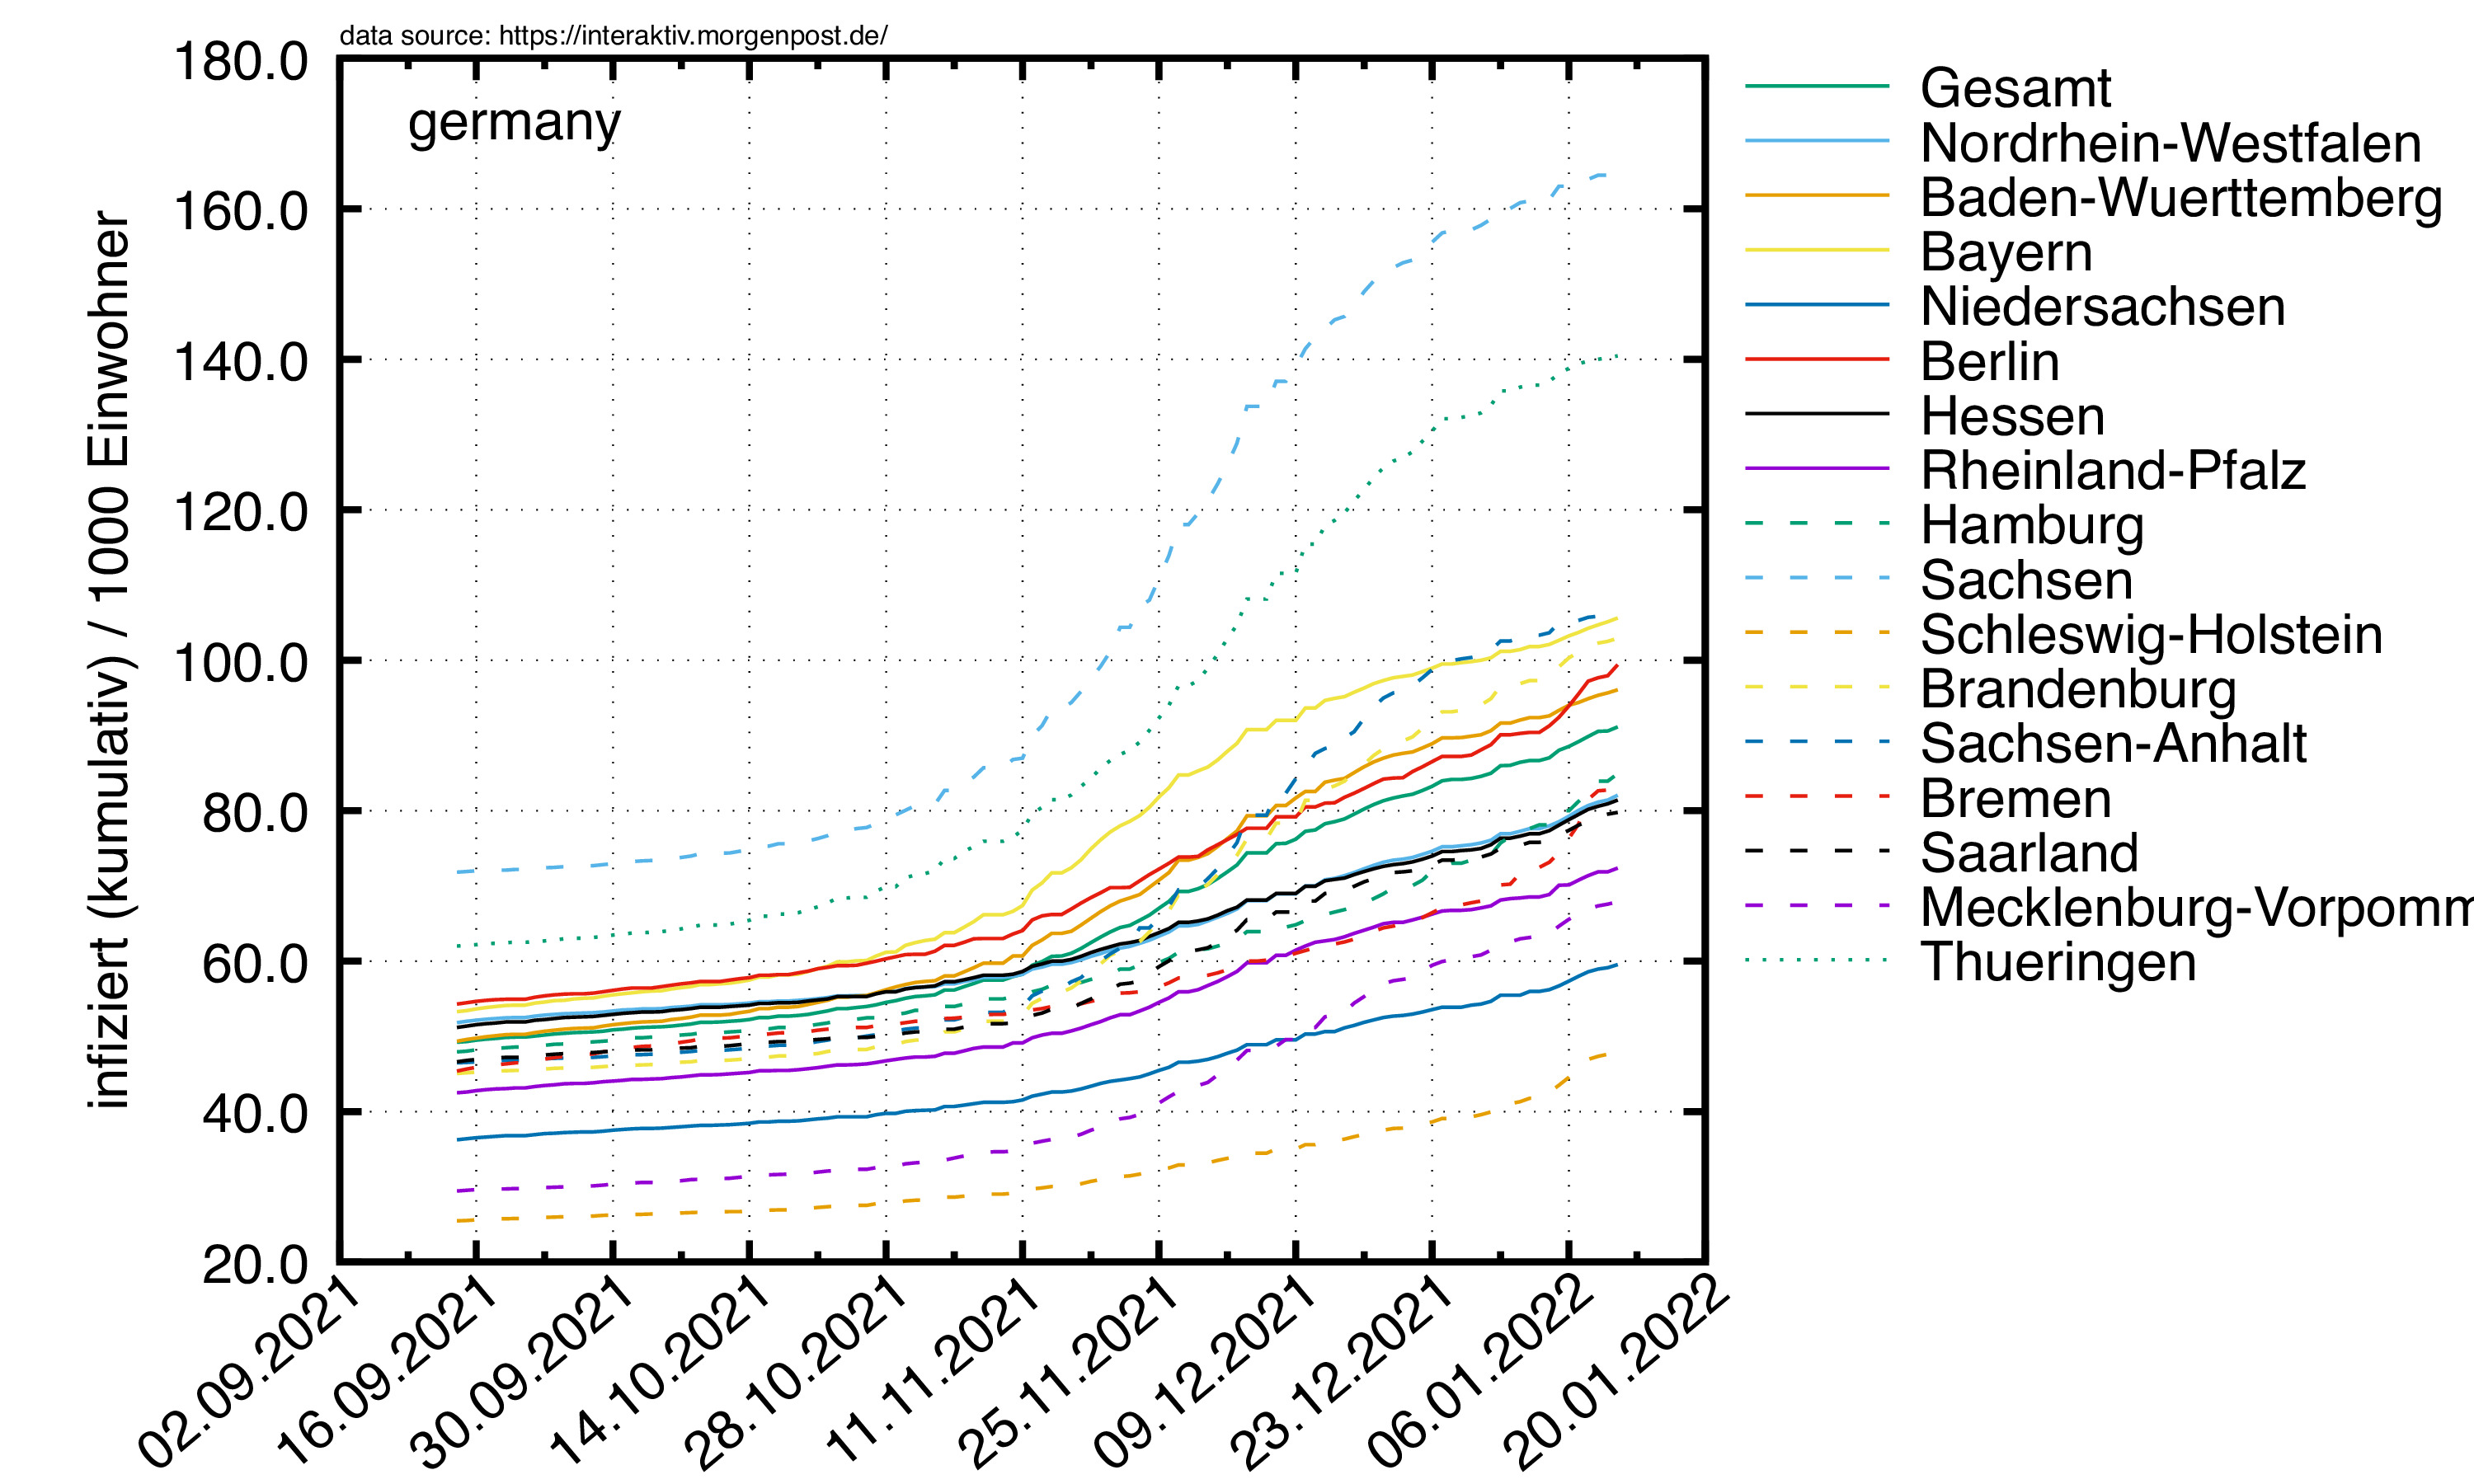 data source: https://interaktiv.morgenpost.de/
germany
infiziert (kumulativ) / 1000 Einwohner
180.0
160.0
140.0
120.0
100.0
80.0
60.0
40.0
20.0
02.09.2021
16.09.2021
30.09.2021
14.10.2021
28.10.2021
11.11.2021
25.11.2021
09.12.2021
23.12.2021
06.01.2022
20.01.2022
Gesamt
Nordrhein-Westfalen
Baden-Wuerttemberg
Bayern
Niedersachsen
Berlin
Hessen
Rheinland-Pfalz
Hamburg
Sachsen
Schleswig-Holstein
Brandenburg
Sachsen-Anhalt
Bremen
Saarland
Mecklenburg-Vorpomm
Thueringen